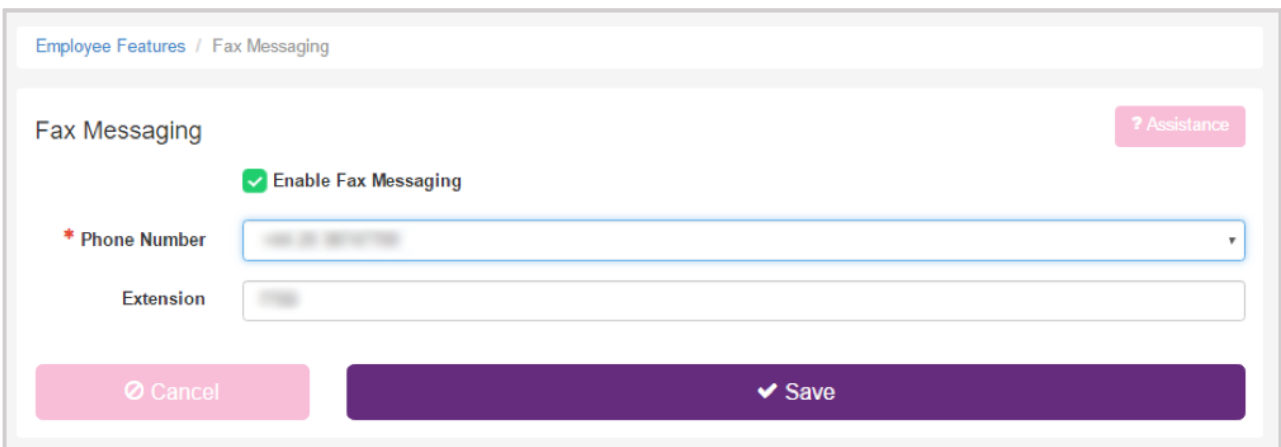 Employee Features / Fax Messaging
Fax Messaging
? Assistance
Enable Fax Messaging
* Phone Number
Extension
Cancel
Save